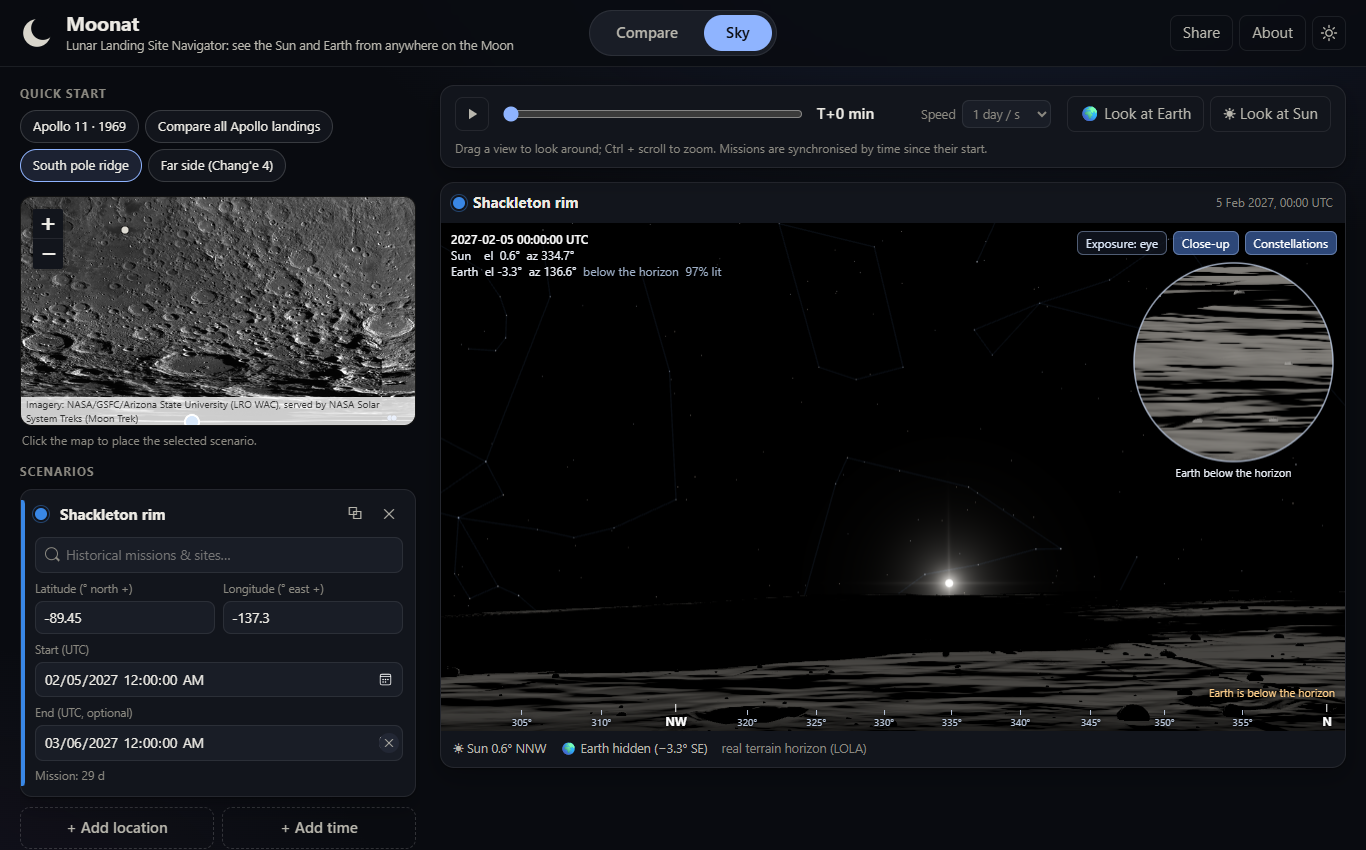 Moonat
Lunar Landing Site Navigator: see the Sun and Earth from anywhere on the Moon
Compare
Sky
Share
About
QUICK START
Apollo 11 · 1969
Compare all Apollo landings
South pole ridge
Far side (Chang'e 4)
+
−
Imagery: NASA/GSFC/Arizona State University (LRO WAC), served by NASA Solar
System Treks (Moon Trek)
Click the map to place the selected scenario.
SCENARIOS
Shackleton rim
Historical missions & sites...
Latitude (° north +)
Longitude (° east +)
-89.45
-137.3
Start (UTC)
02/05/2027 12:00:00 AM
End (UTC, optional)
03/06/2027 12:00:00 AM
Mission: 29 d
+ Add location
+ Add time
T+0 min
Speed
1 day / s
Look at Earth
Look at Sun
Drag a view to look around; Ctrl + scroll to zoom. Missions are synchronised by time since their start.
Shackleton rim
5 Feb 2027, 00:00 UTC
2027-02-05 00:00:00 UTC
Sun el 0.6° az 334.7°
Earth el -3.3° az 136.6° below the horizon 97% lit
Exposure: eye
Close-up
Constellations
Earth below the horizon
Earth is below the horizon
305° 310° NW 320° 325° 330° 335° 340° 345° 350° 355° N
Sun 0.6° NNW
Earth hidden (−3.3° SE)
real terrain horizon (LOLA)